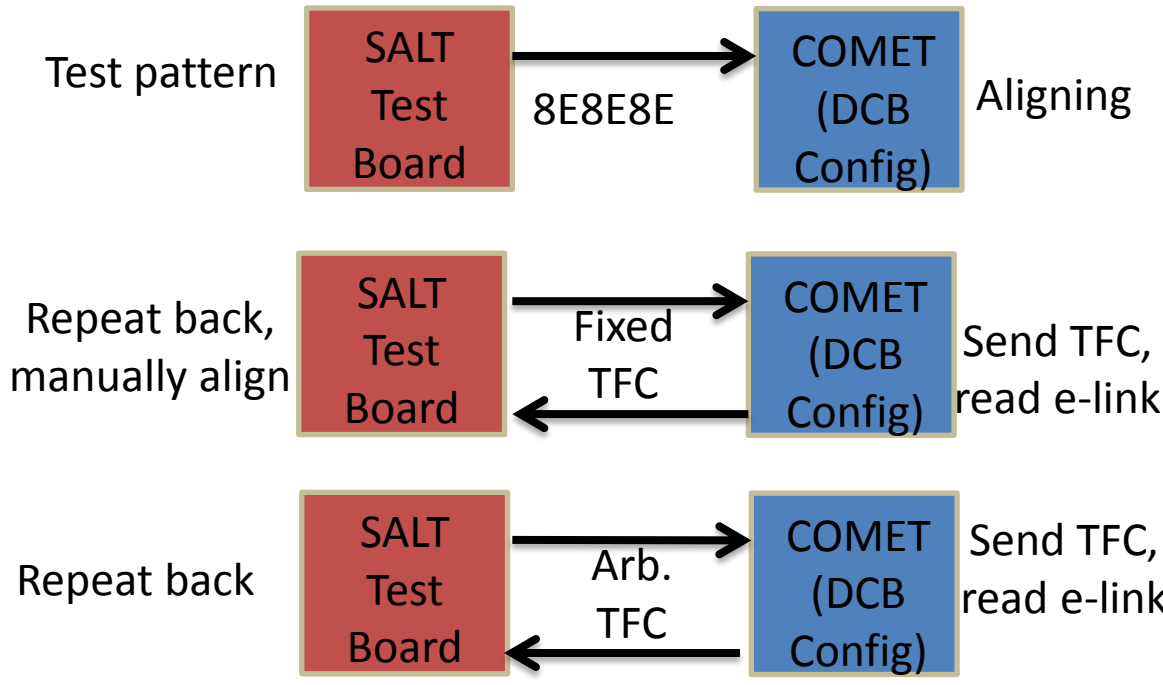 Test pattern
SALT
Test
Board
8E8E8E
COMET
(DCB
Config)
Aligning
Repeat back,
manually align
SALT
Test
Board
Fixed
TFC
COMET
(DCB
Config)
Send TFC,
read e-link
Repeat back
SALT
Test
Board
Arb.
TFC
COMET
(DCB
Config)
Send TFC,
read e-link